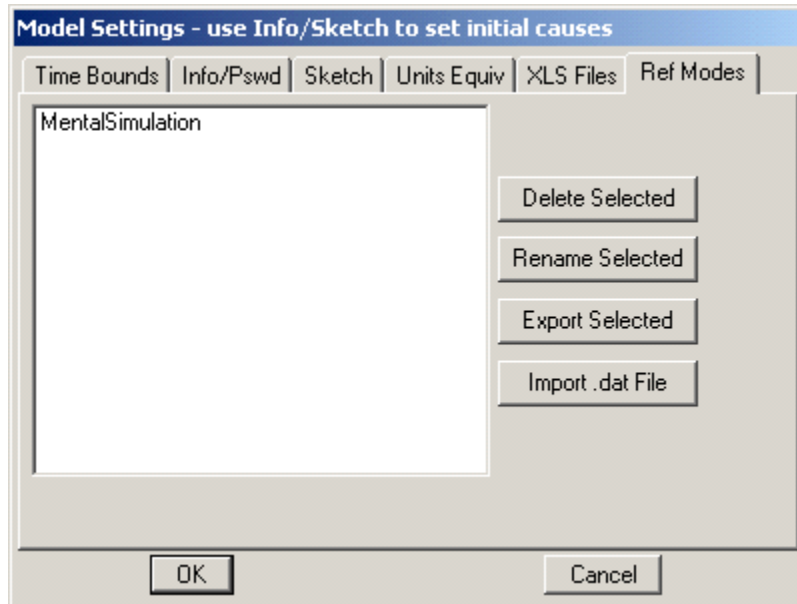 Model Settings - use Info/Sketch to set initial causes
Time Bounds Info/Pswd Sketch Units Equiv XLS Files Ref Modes
MentalSimulation
Delete Selected
Rename Selected
Export Selected
Import .dat File
OK Cancel